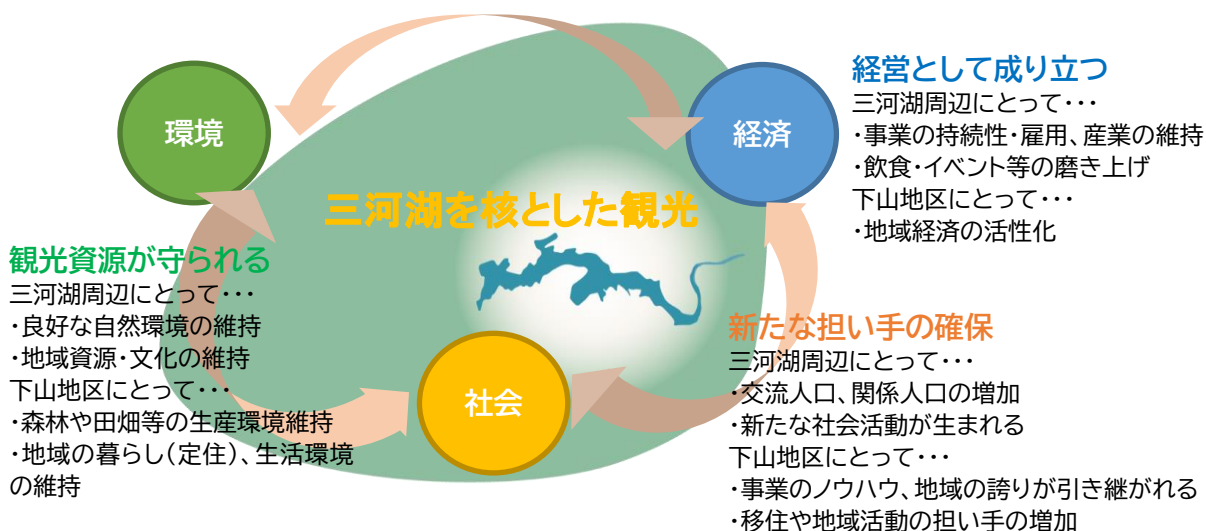 環境
経済
社会
三河湖を核とした観光
経営として成り立つ
三河湖周辺にとって・・・
・事業の持続性・雇用、産業の維持
・飲食・イベント等の磨き上げ
下山地区にとって・・・
・地域経済の活性化
観光資源が守られる
三河湖周辺にとって・・・
・良好な自然環境の維持
・地域資源・文化の維持
下山地区にとって・・・
・森林や田畑等の生産環境維持
・地域の暮らし(定住)、生活環境
の維持
新たな担い手の確保
三河湖周辺にとって・・・
・交流人口、関係人口の増加
・新たな社会活動が生まれる
下山地区にとって・・・
・事業のノウハウ、地域の誇りが引き継がれる
・移住や地域活動の担い手の増加